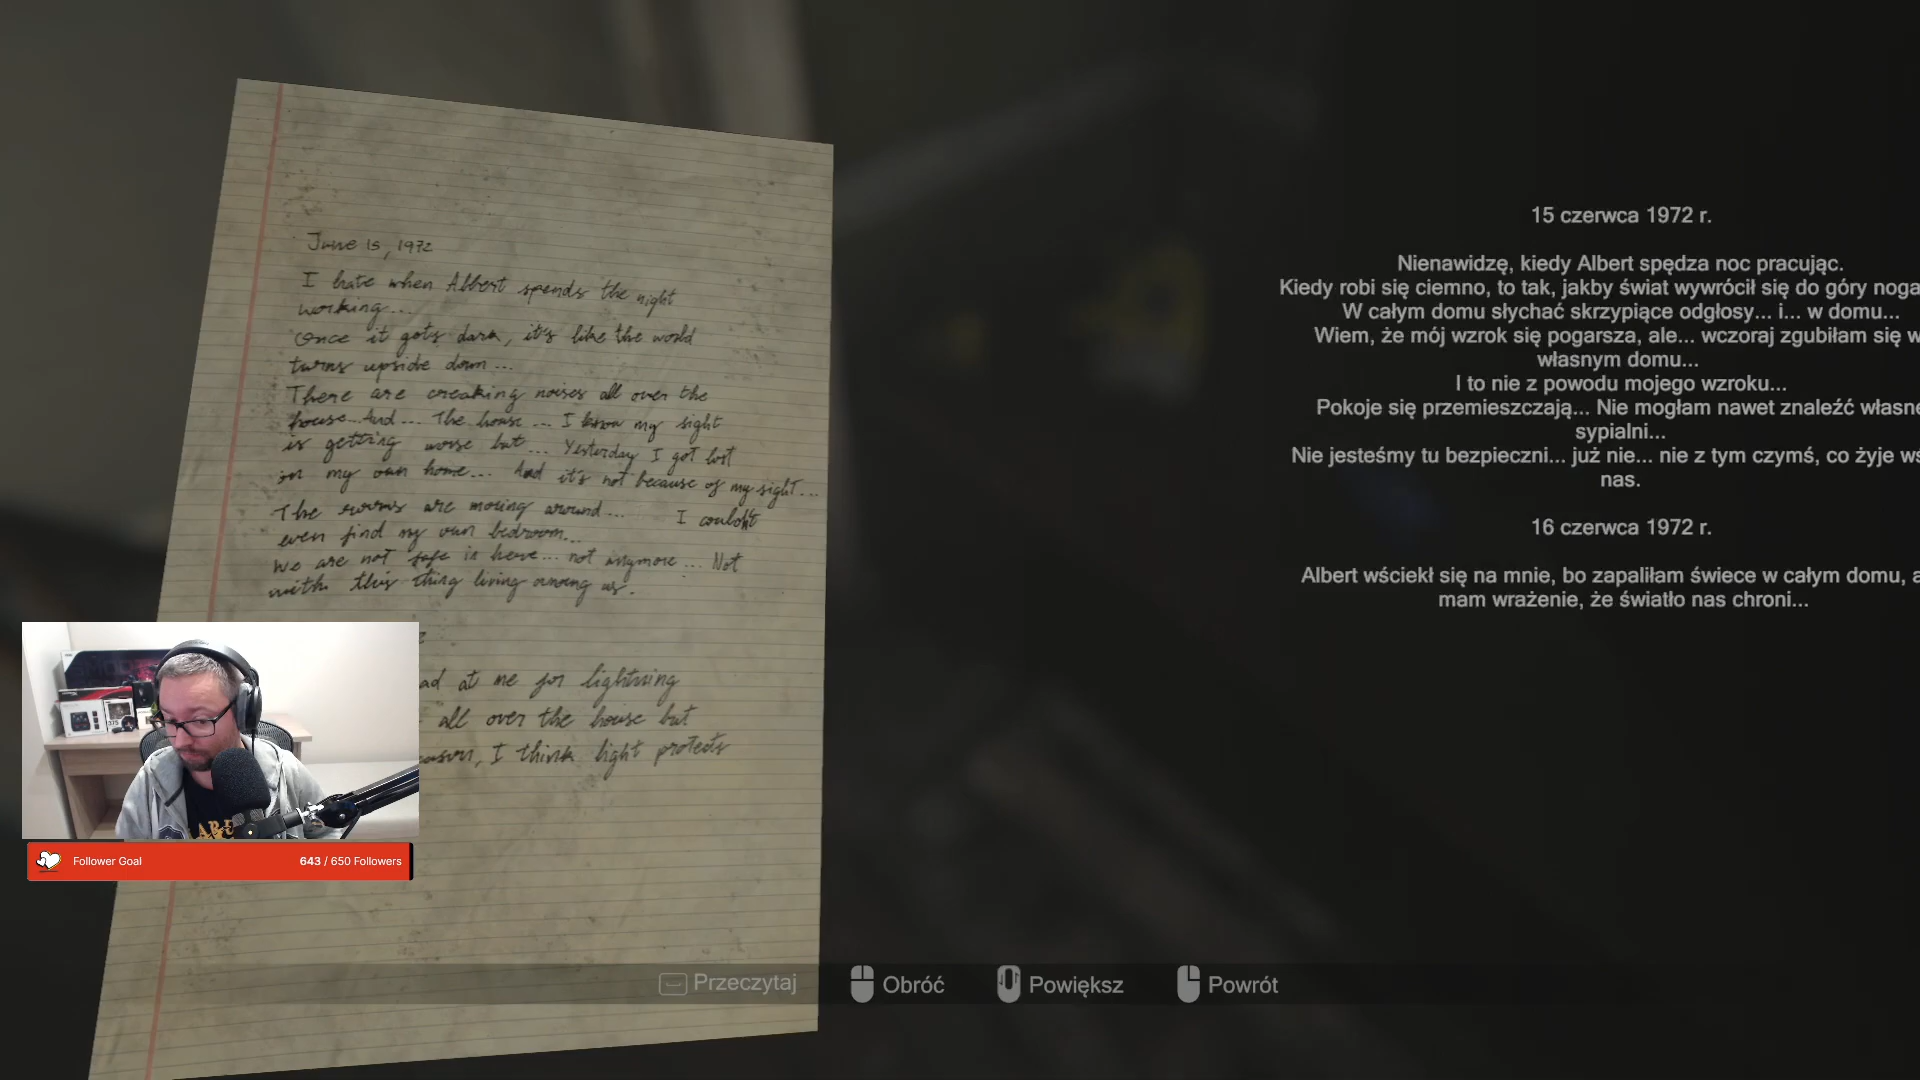 June 15, 1972
I hate when Albert spends the night
working...
Once it gets dark, it's like the world
turns upside down...
There are creaking noises all over the
house... And... The house... I know my sight
is getting worse but... Yesterday I got lost
in my own home... And it's not because of my sight...
The rooms are moving around... I couldn't
even find my own bedroom...
We are not safe in here... not anymore... Not
with this thing living among us.
at me for lightning
all over the house but
I think light protects
15 czerwca 1972 r.
Nienawidzę, kiedy Albert spędza noc pracując.
Kiedy robi się ciemno, to tak, jakby świat wywrócił się do góry noga
W całym domu słychać skrzypiące odgłosy... i... w domu...
Wiem, że mój wzrok się pogarsza, ale... wczoraj zgubiłam się w
własnym domu...
I to nie z powodu mojego wzroku...
Pokoje się przemieszczają... Nie mogłam nawet znaleźć własne
sypialni...
Nie jesteśmy tu bezpieczni... już nie... nie z tym czymś, co żyje wś
nas.
16 czerwca 1972 r.
Albert wściekł się na mnie, bo zapaliłam świece w całym domu, a
mam wrażenie, że światło nas chroni...
Follower Goal 643 / 650 Followers
Przeczytaj Obróć Powiększ Powrót